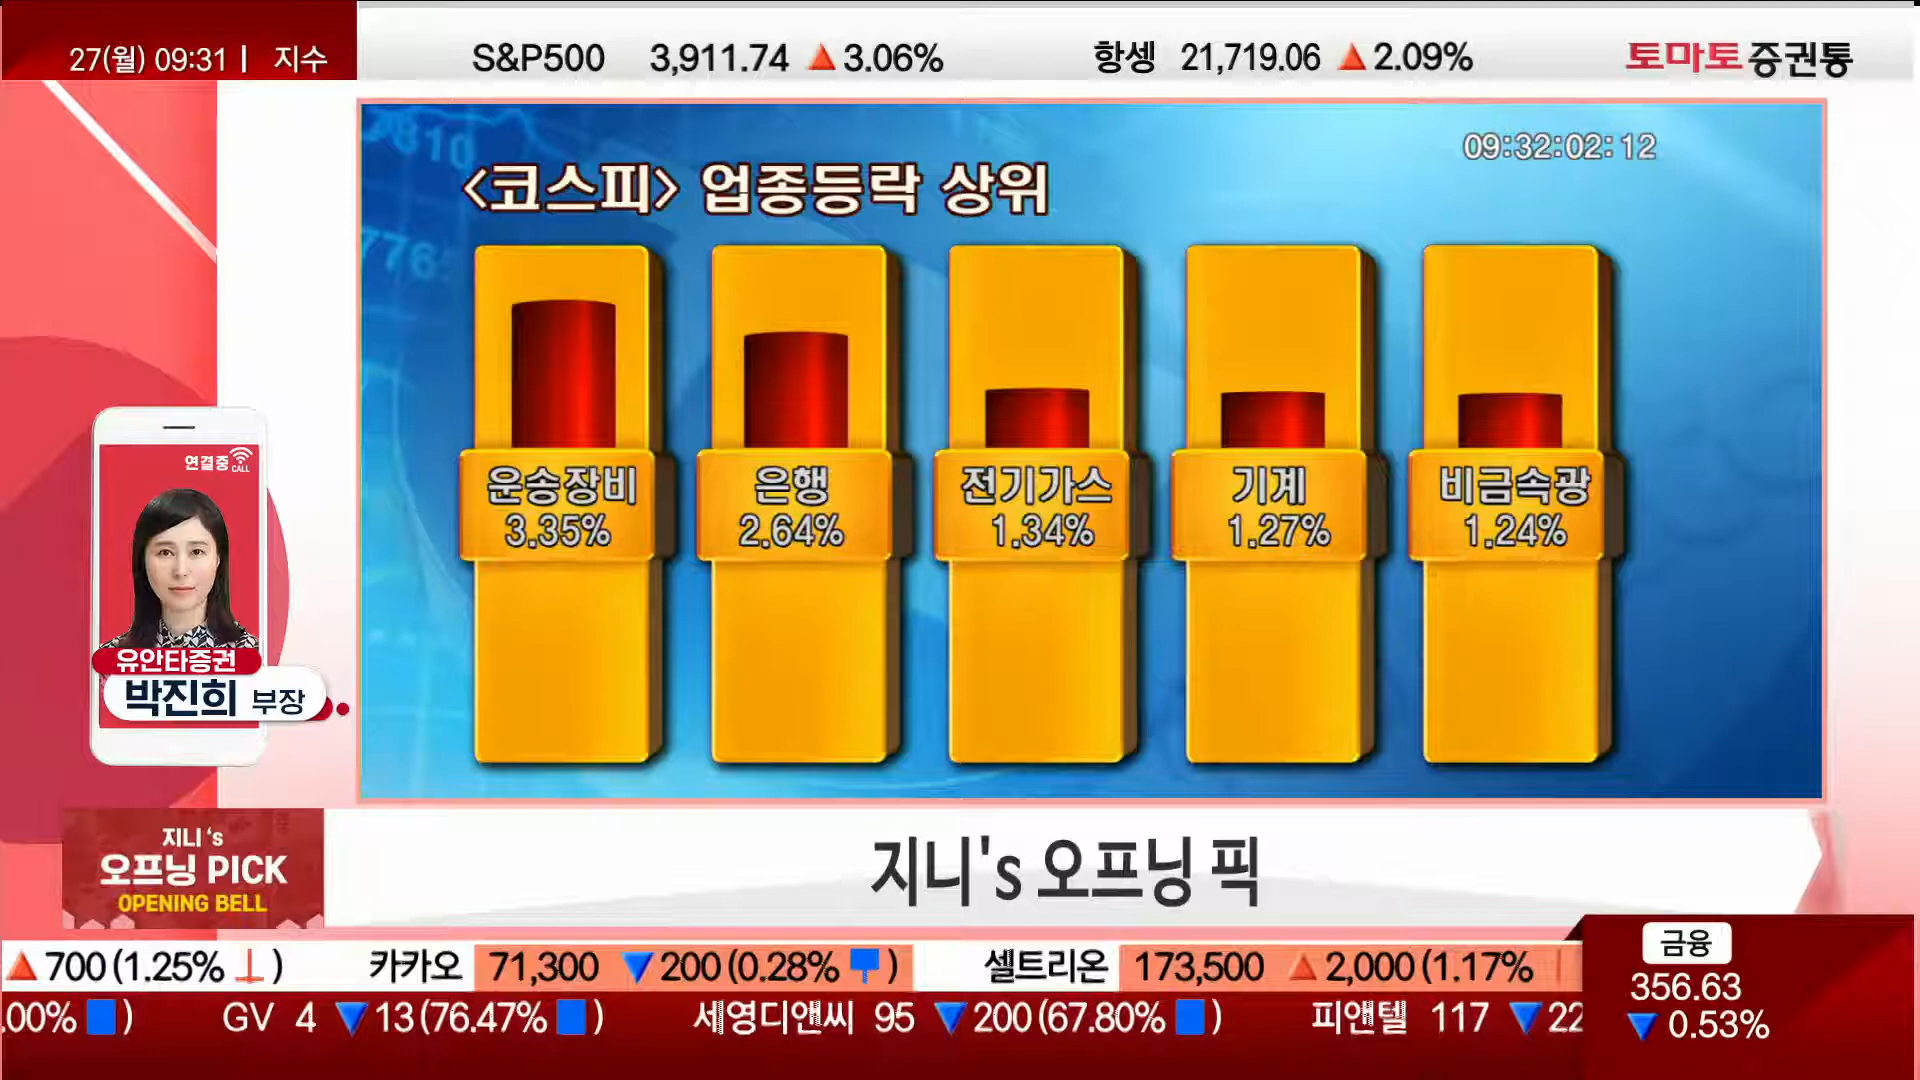 27(월) 09:31 | 지수
S&P500 3,911.74 ▲ 3.06%
항셍 21,719.06 ▲ 2.09%
토마토증권통
09:32:02:12
<코스피> 업종등락 상위
운송장비 3.35%
은행 2.64%
전기가스 1.34%
기계 1.27%
비금속광 1.24%
연결중
CALL
유안타증권
박진희 부장
지니's
오프닝 PICK
OPENING BELL
지니's 오프닝 픽
▲ 700 (1.25% ) 카카오 71,300 ▼ 200 (0.28% ) 셀트리온 173,500 ▲ 2,000 (1.17%
.00% ) GV 4 ▼ 13 (76.47% ) 세영디앤씨 95 ▼ 200 (67.80% ) 피앤텔 117 ▼ 22
금융
356.63
▼ 0.53%